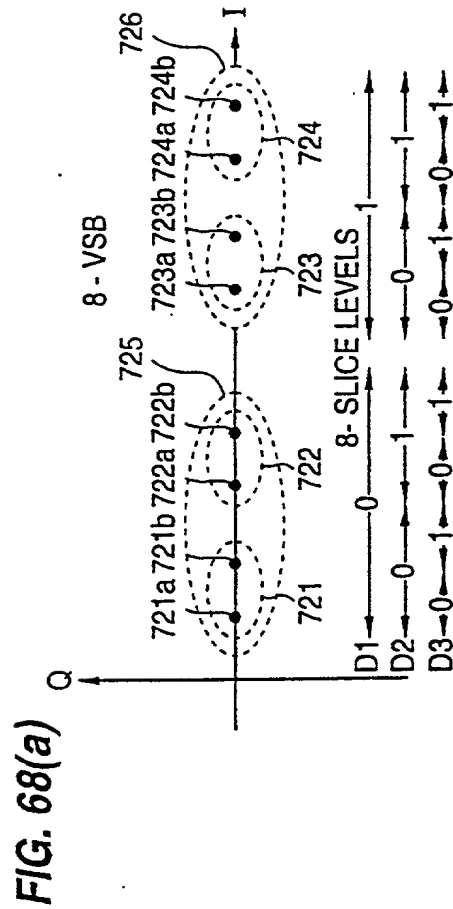 FIG. 68(a)
8 - VSB
Q
725
726
721a 721b 722a 722b 723a 723b 724a 724b
I
721
722
723
724
8- SLICE LEVELS
D1 0 1
D2 0 1 0 1
D3 0 1 0 1 0 1 0 1